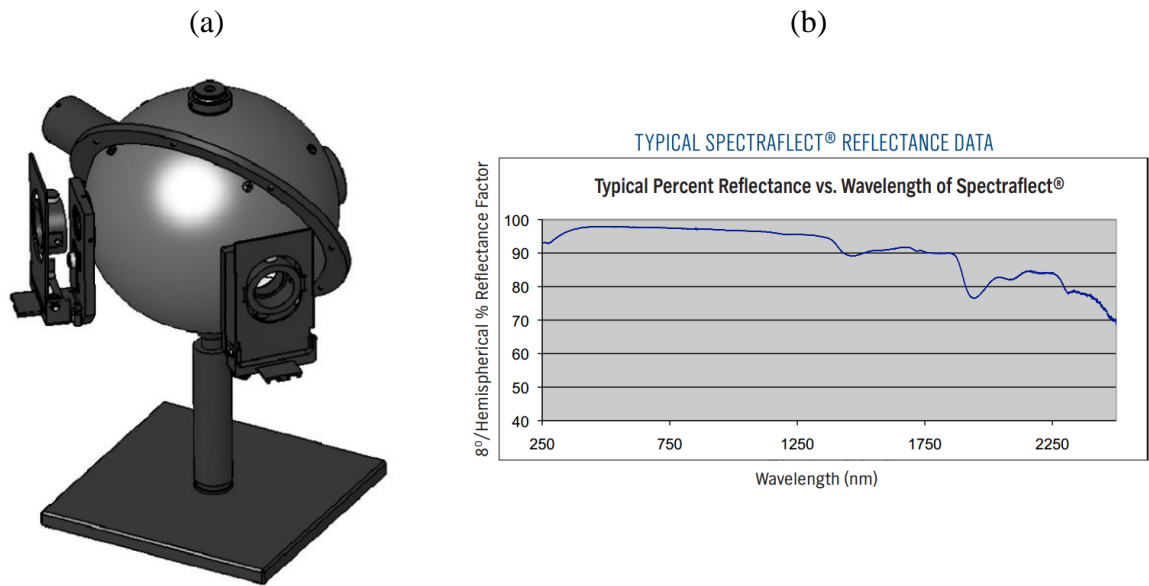 (a)
(b)
TYPICAL SPECTRAFLECT® REFLECTANCE DATA
Typical Percent Reflectance vs. Wavelength of Spectraflect®
8º/Hemispherical % Reflectance Factor
100
90
80
70
60
50
40
250
750
1250
1750
2250
Wavelength (nm)